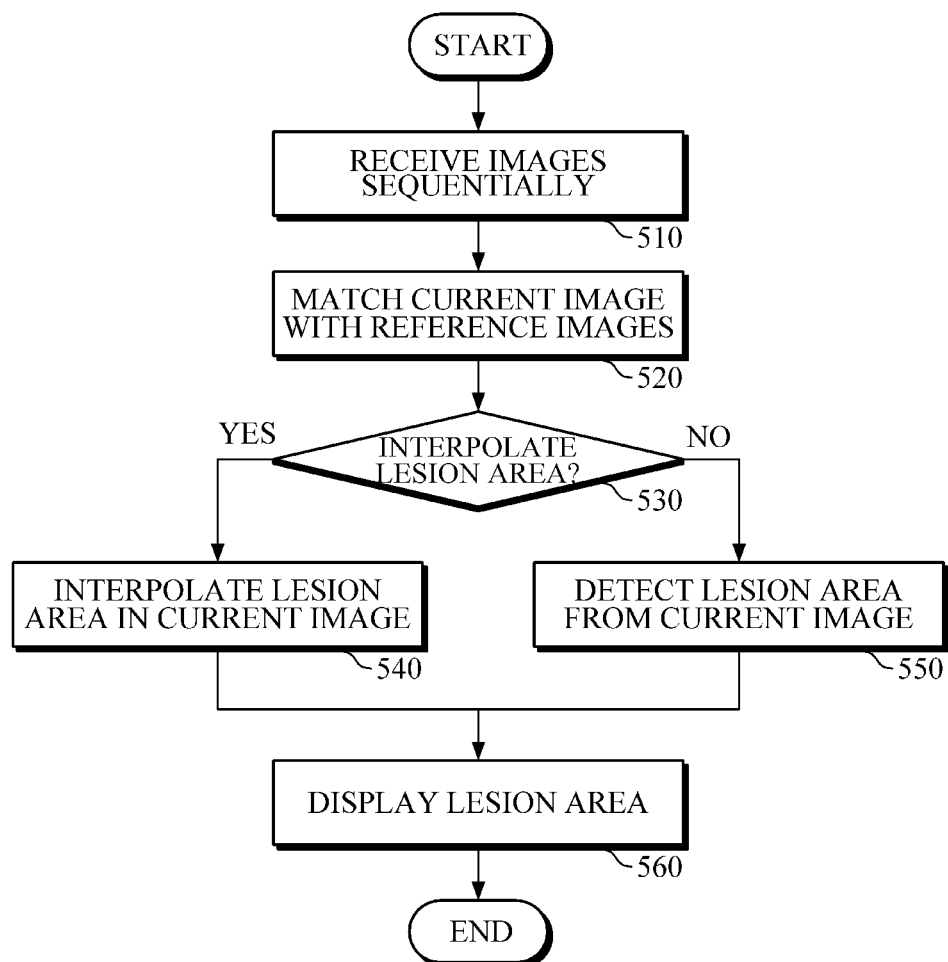 START
RECEIVE IMAGES
SEQUENTIALLY
510
MATCH CURRENT IMAGE
WITH REFERENCE IMAGES
520
YES
INTERPOLATE
LESION AREA?
NO
530
INTERPOLATE LESION
AREA IN CURRENT IMAGE
540
DETECT LESION AREA
FROM CURRENT IMAGE
550
DISPLAY LESION AREA
560
END